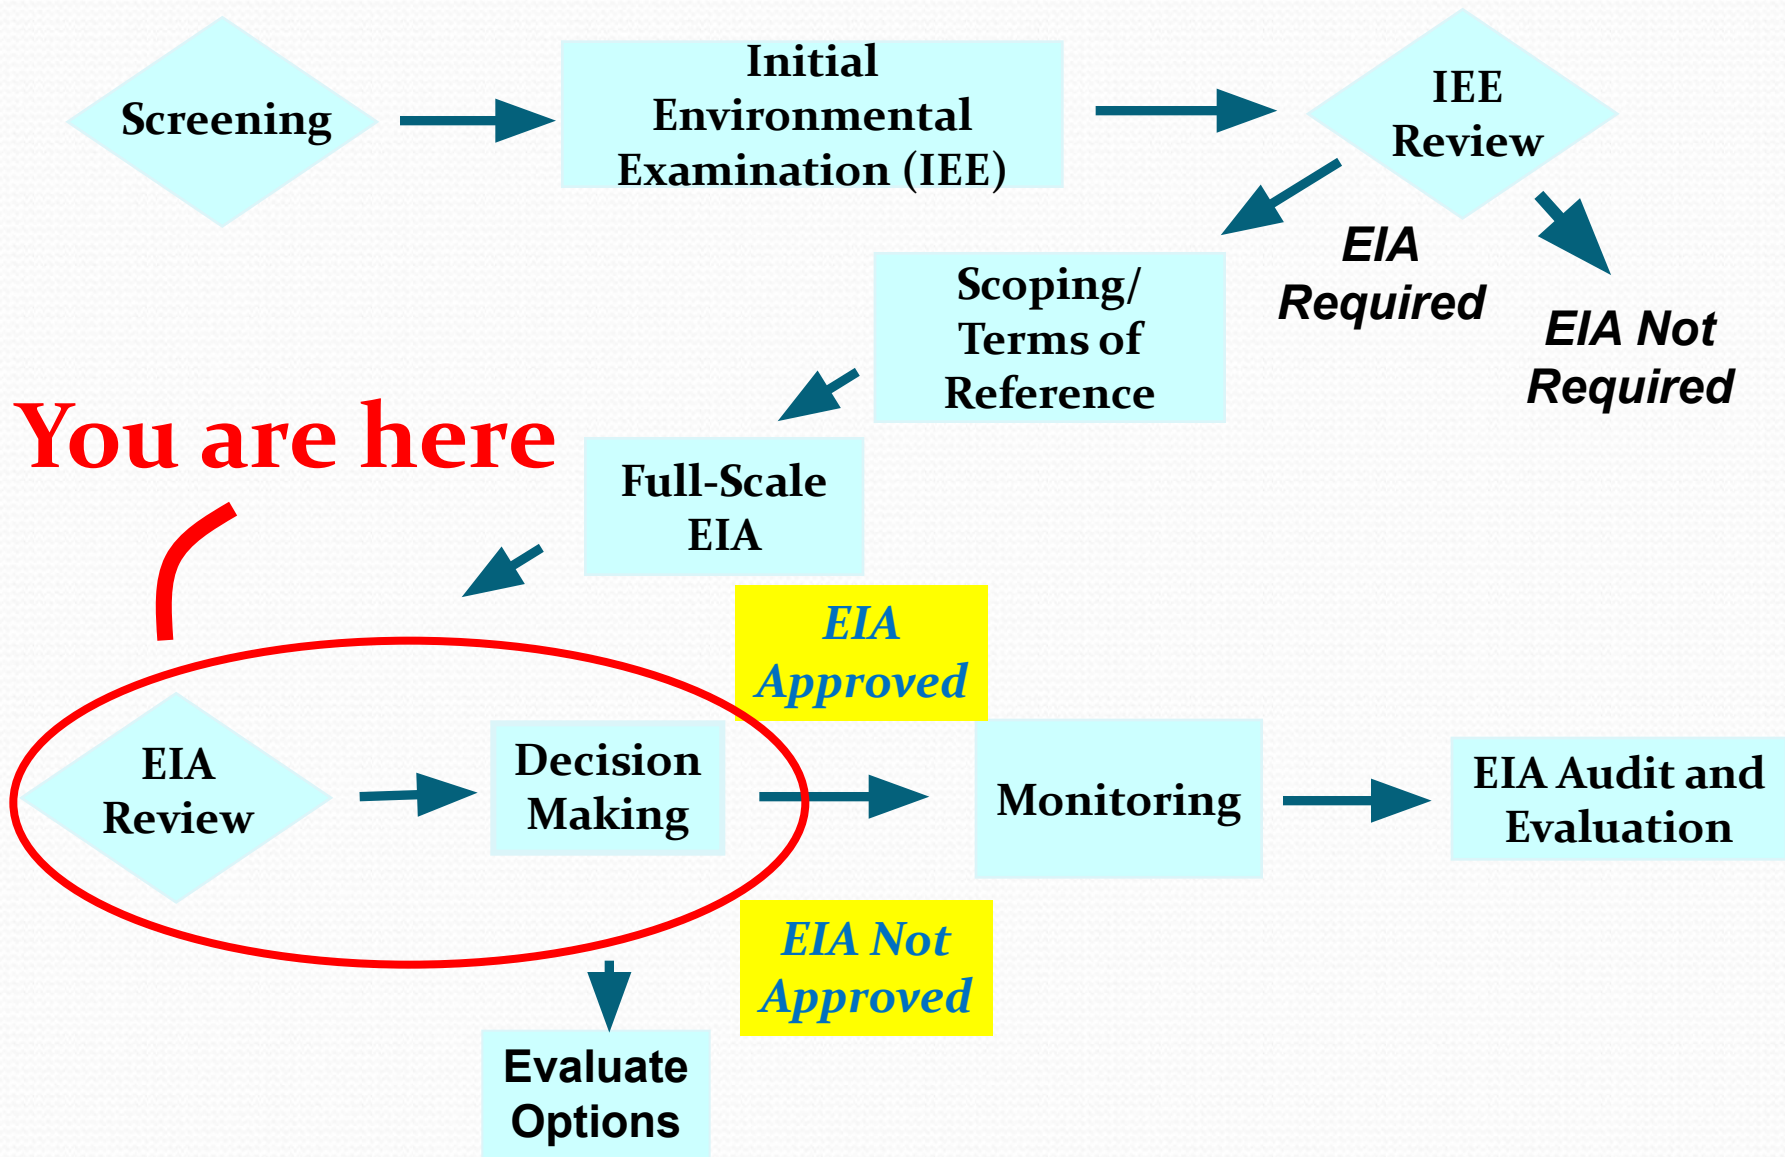 Screening
Initial
Environmental
Examination (IEE)
IEE
Review
EIA
Required
EIA Not
Required
Scoping/
Terms of
Reference
You are here
Full-Scale
EIA
EIA
Approved
EIA
Review
Decision
Making
Monitoring
EIA Audit and
Evaluation
EIA Not
Approved
Evaluate
Options